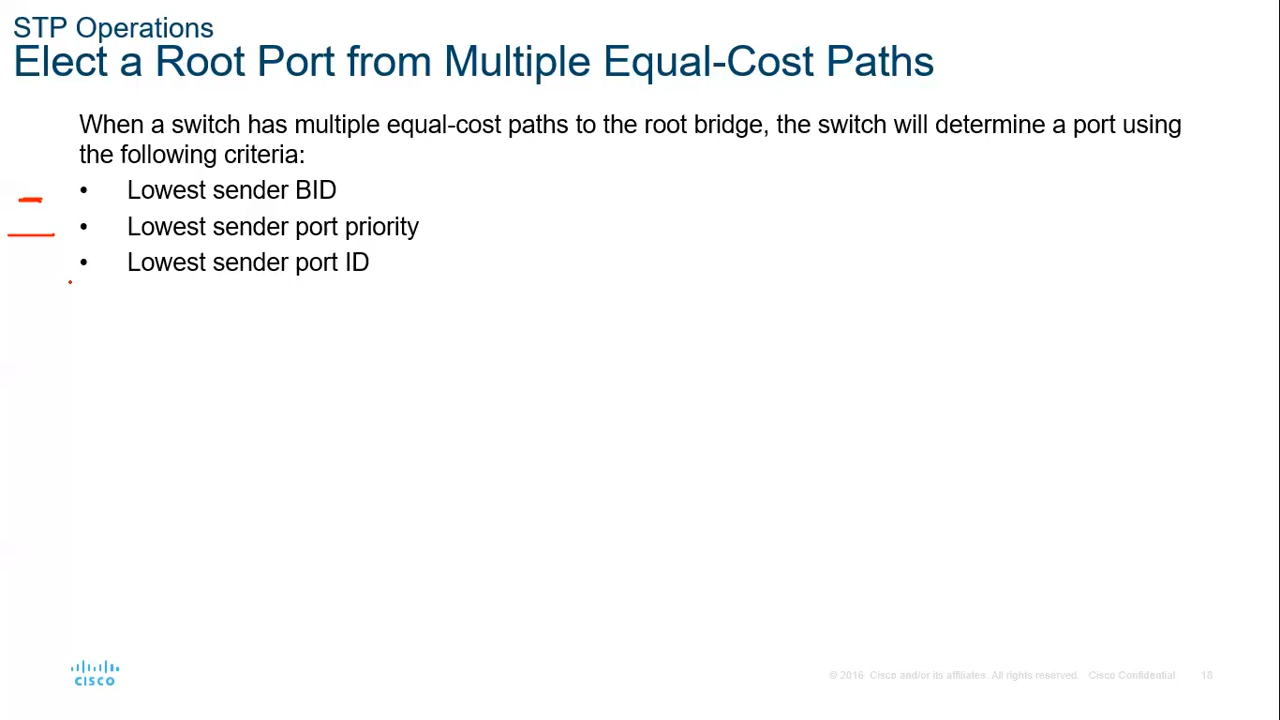 STP Operations
Elect a Root Port from Multiple Equal-Cost Paths
When a switch has multiple equal-cost paths to the root bridge, the switch will determine a port using
the following criteria:
• Lowest sender BID
• Lowest sender port priority
• Lowest sender port ID
CISCO
© 2016 Cisco and/or its affiliates. All rights reserved. Cisco Confidential 18